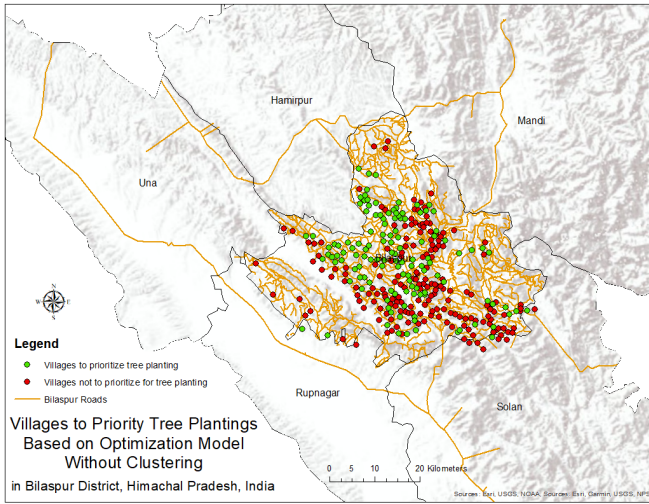 Hamirpur
Mandi
Una
Bilaspur
N
W E
S
Legend
Villages to prioritize tree planting
Villages not to prioritize for tree planting
Bilaspur Roads
Rupnagar
Solan
Villages to Priority Tree Plantings
Based on Optimization Model
Without Clustering
in Bilaspur District, Himachal Pradesh, India
0 5 10 20 Kilometers
Sources: Esri, USGS, NOAA, Sources: Esri, Garmin, USGS, NPS